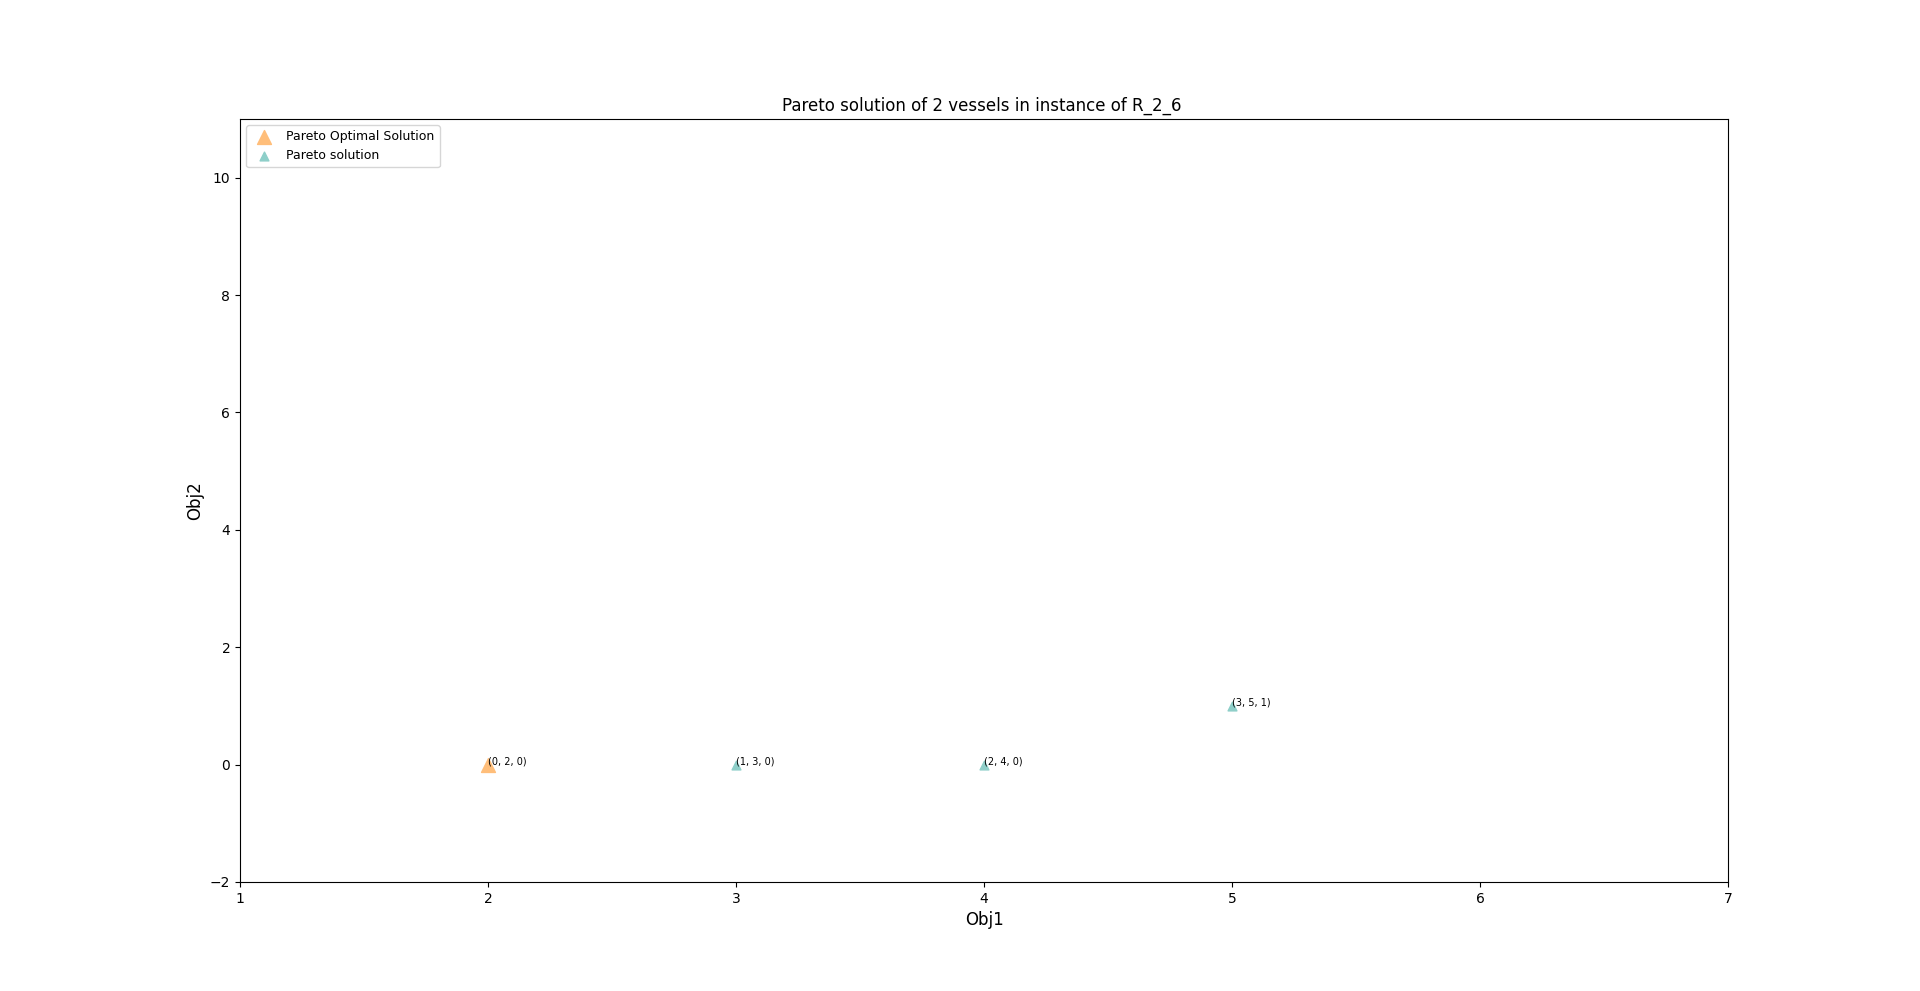 Pareto solution of 2 vessels in instance of R_2_6
Pareto Optimal Solution
Pareto solution
10
8
6
4
2
0
−2
Obj2
(3, 5, 1)
(0, 2, 0)
(1, 3, 0)
(2, 4, 0)
1
2
3
4
5
6
7
Obj1